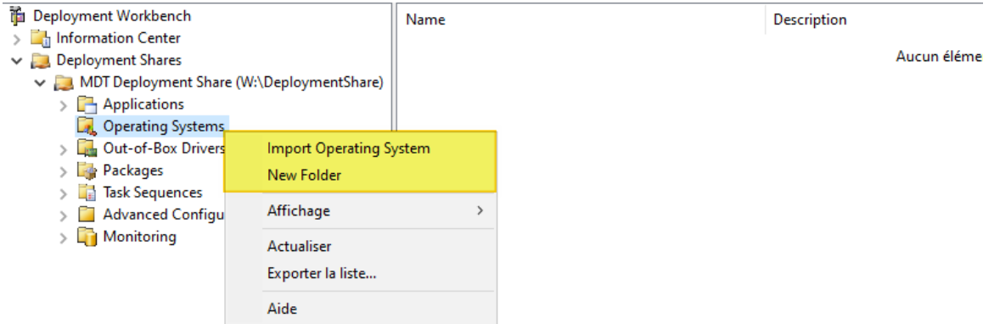 Deployment Workbench
Information Center
Deployment Shares
MDT Deployment Share (W:\DeploymentShare)
Applications
Operating Systems
Out-of-Box Drivers
Packages
Task Sequences
Advanced Configu
Monitoring
Name
Description
Aucun éléme
Import Operating System
New Folder
Affichage
Actualiser
Exporter la liste...
Aide